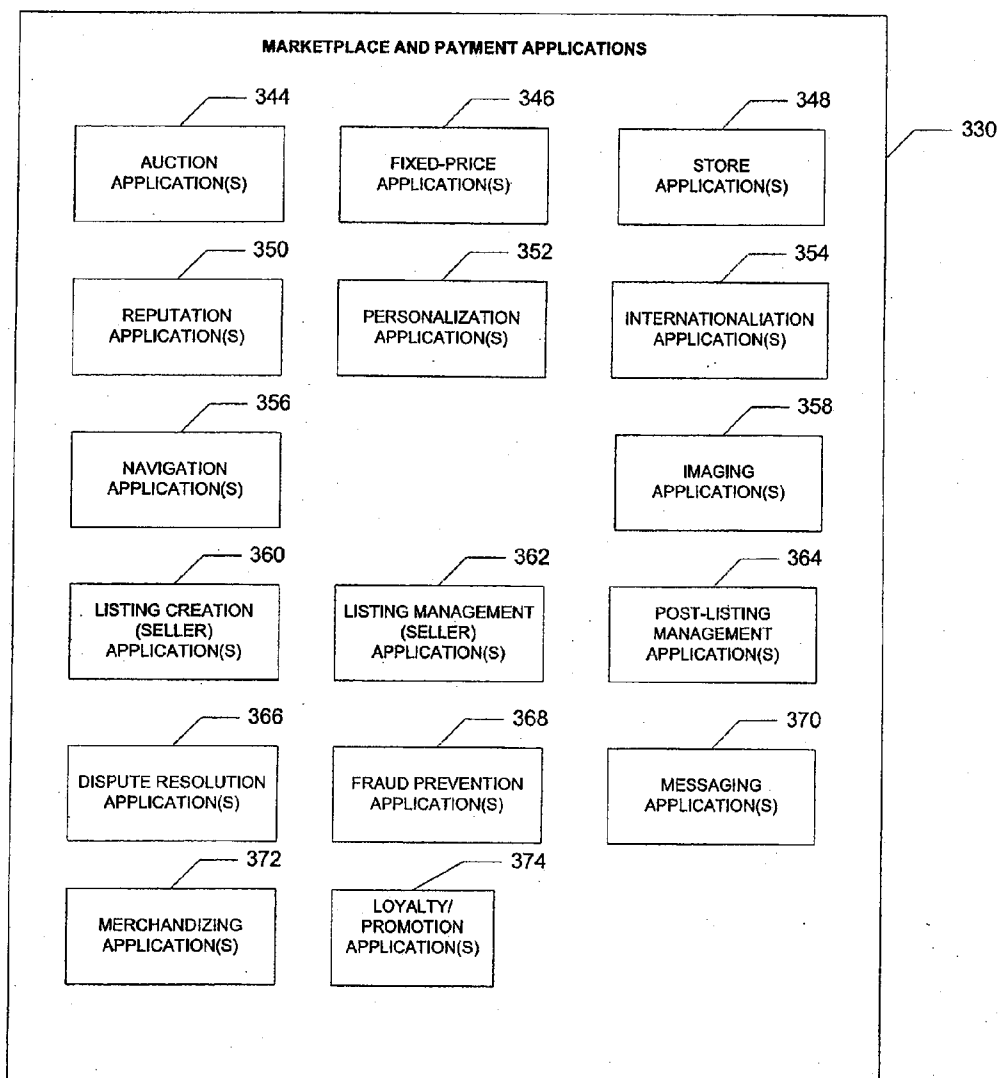 MARKETPLACE AND PAYMENT APPLICATIONS
344
346
348
330
AUCTION
APPLICATION(S)
FIXED-PRICE
APPLICATION(S)
STORE
APPLICATION(S)
350
352
354
REPUTATION
APPLICATION(S)
PERSONALIZATION
APPLICATION(S)
INTERNATIONALIATION
APPLICATION(S)
356
358
NAVIGATION
APPLICATION(S)
IMAGING
APPLICATION(S)
360
362
364
LISTING CREATION
(SELLER)
APPLICATION(S)
LISTING MANAGEMENT
(SELLER)
APPLICATION(S)
POST-LISTING
MANAGEMENT
APPLICATION(S)
366
368
370
DISPUTE RESOLUTION
APPLICATION(S)
FRAUD PREVENTION
APPLICATION(S)
MESSAGING
APPLICATION(S)
372
374
MERCHANDIZING
APPLICATION(S)
LOYALTY/
PROMOTION
APPLICATION(S)